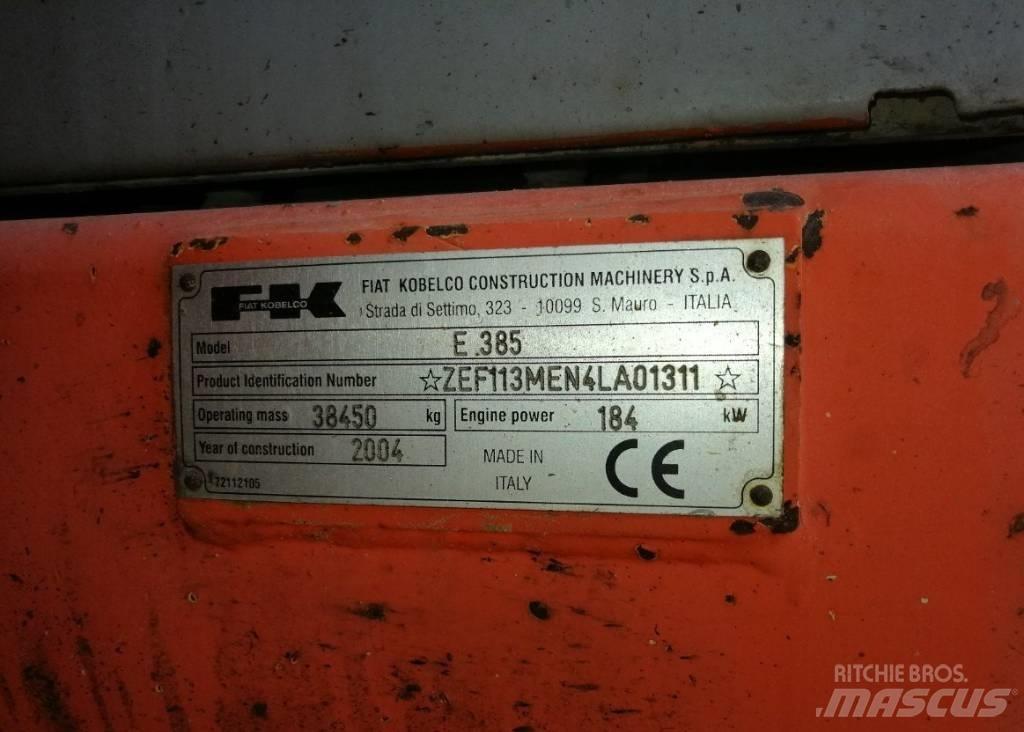 FK
FIAT KOBELCO
FIAT KOBELCO CONSTRUCTION MACHINERY S.p.A.
Strada di Settimo, 323 - 10099 S. Mauro - ITALIA
Model E.385
Product Identification Number ☆ZEF113MEN4LA01311☆
Operating mass 38450 kg Engine power 184 kW
Year of construction 2004
MADE IN
ITALY
CE
72112105
RITCHIE BROS.
MASCUS